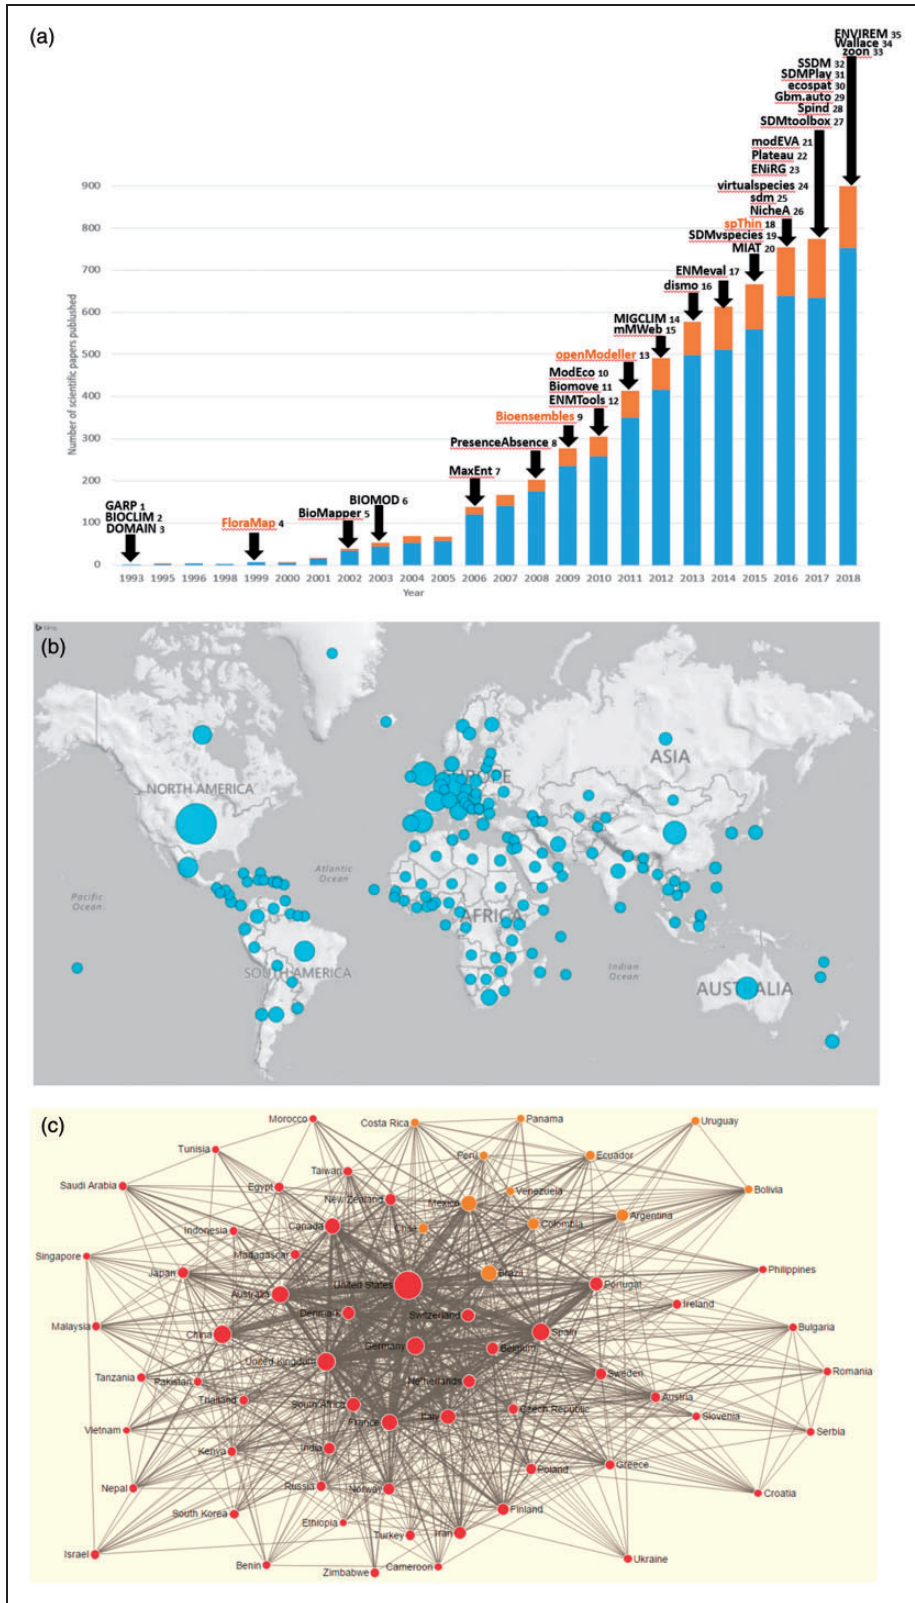 (a)
ENVIREM 35
Wallace 34
zoon 33
SSDM 32
SDMPlay 31
ecospat 30
Gbm.auto 29
Spind 28
SDMtoolbox 27
modEVA 21
Plateau 22
ENiRG 23
virtualspecies 24
sdm 25
NicheA 26
spThin 18
SDMvspecies 19
MIAT 20
ENMeval 17
dismo 16
MIGCLIM 14
mMWeb 15
openModeller 13
ModEco 10
Biomove 11
ENMTools 12
Bioensembles 9
PresenceAbsence 8
MaxEnt 7
BIOMOD 6
BioMapper 5
FloraMap 4
GARP 1
BIOCLIM 2
DOMAIN 3
Number of scientific papers publushed
900
800
700
600
500
400
300
200
100
0
1993 1995 1996 1998 1999 2000 2001 2002 2003 2004 2005 2006 2007 2008 2009 2010 2011 2012 2013 2014 2015 2016 2017 2018
Year
(b)
bing
NORTH AMERICA
EUROPE
ASIA
Atlantic
Ocean
Pacific
Ocean
AFRICA
SOUTH AMERICA
Indian
Ocean
AUSTRALIA
(c)
Morocco
Costa Rica
Panama
Uruguay
Tunisia
Perú
Ecuador
Taiwan
Saudi Arabia
Egypt
Venezuela
Bolivia
New Zealand
Mexico
Argentina
Colombia
Chile
Canada
Indonesia
Singapore
Madagascar
Japan
Brazil
Philippines
United States
Portugal
Australia
Ireland
Denmark
Switzerland
Malaysia
China
Spain
Bulgaria
Germany
Belgium
United Kingdom
Romania
Tanzania
Pakistan
Netherlands
Sweden
Thailand
Austria
South Africa
Czech Republic
Slovenia
France
Italy
Vietnam
Serbia
Kenya
India
Poland
Greece
Nepal
Russia
Norway
Croatia
South Korea
Finland
Ethiopia
Turkey
Iran
Israel
Benin
Zimbabwe
Cameroon
Ukraine